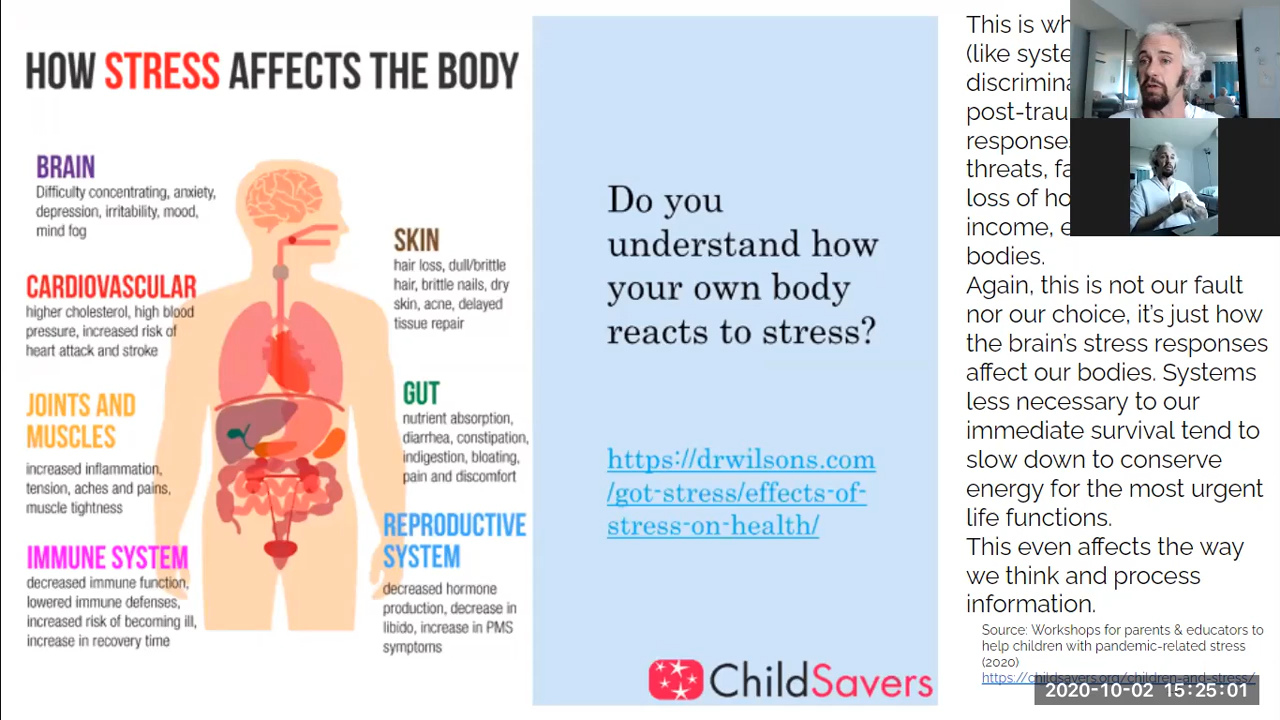 HOW STRESS AFFECTS THE BODY
BRAIN
Difficulty concentrating, anxiety,
depression, irritability, mood,
mind fog
CARDIOVASCULAR
higher cholesterol, high blood
pressure, increased risk of
heart attack and stroke
JOINTS AND
MUSCLES
increased inflammation,
tension, aches and pains,
muscle tightness
IMMUNE SYSTEM
decreased immune function,
lowered immune defenses,
increased risk of becoming ill,
increase in recovery time
SKIN
hair loss, dull/brittle
hair, brittle nails, dry
skin, acne, delayed
tissue repair
GUT
nutrient absorption,
diarrhea, constipation,
indigestion, bloating,
pain and discomfort
REPRODUCTIVE
SYSTEM
decreased hormone
production, decrease in
libido, increase in PMS
symptoms
Do you
understand how
your own body
reacts to stress?
https://drwilsons.com
/got-stress/effects-of-
stress-on-health/
ChildSavers
This is
(like
response
threats,
loss of
income,
bodies.
Again, this is not our fault
nor our choice, it's just how
the brain's stress responses
affect our bodies. Systems
less necessary to our
immediate survival tend to
slow down to conserve
energy for the most urgent
life functions.
This even affects the way
we think and process
information.
Source: Workshops for parents & educators to
help children with pandemic-related stress
(2020)
https://childsavers.org/children-and-stress/
2020-10-02 15:25:01